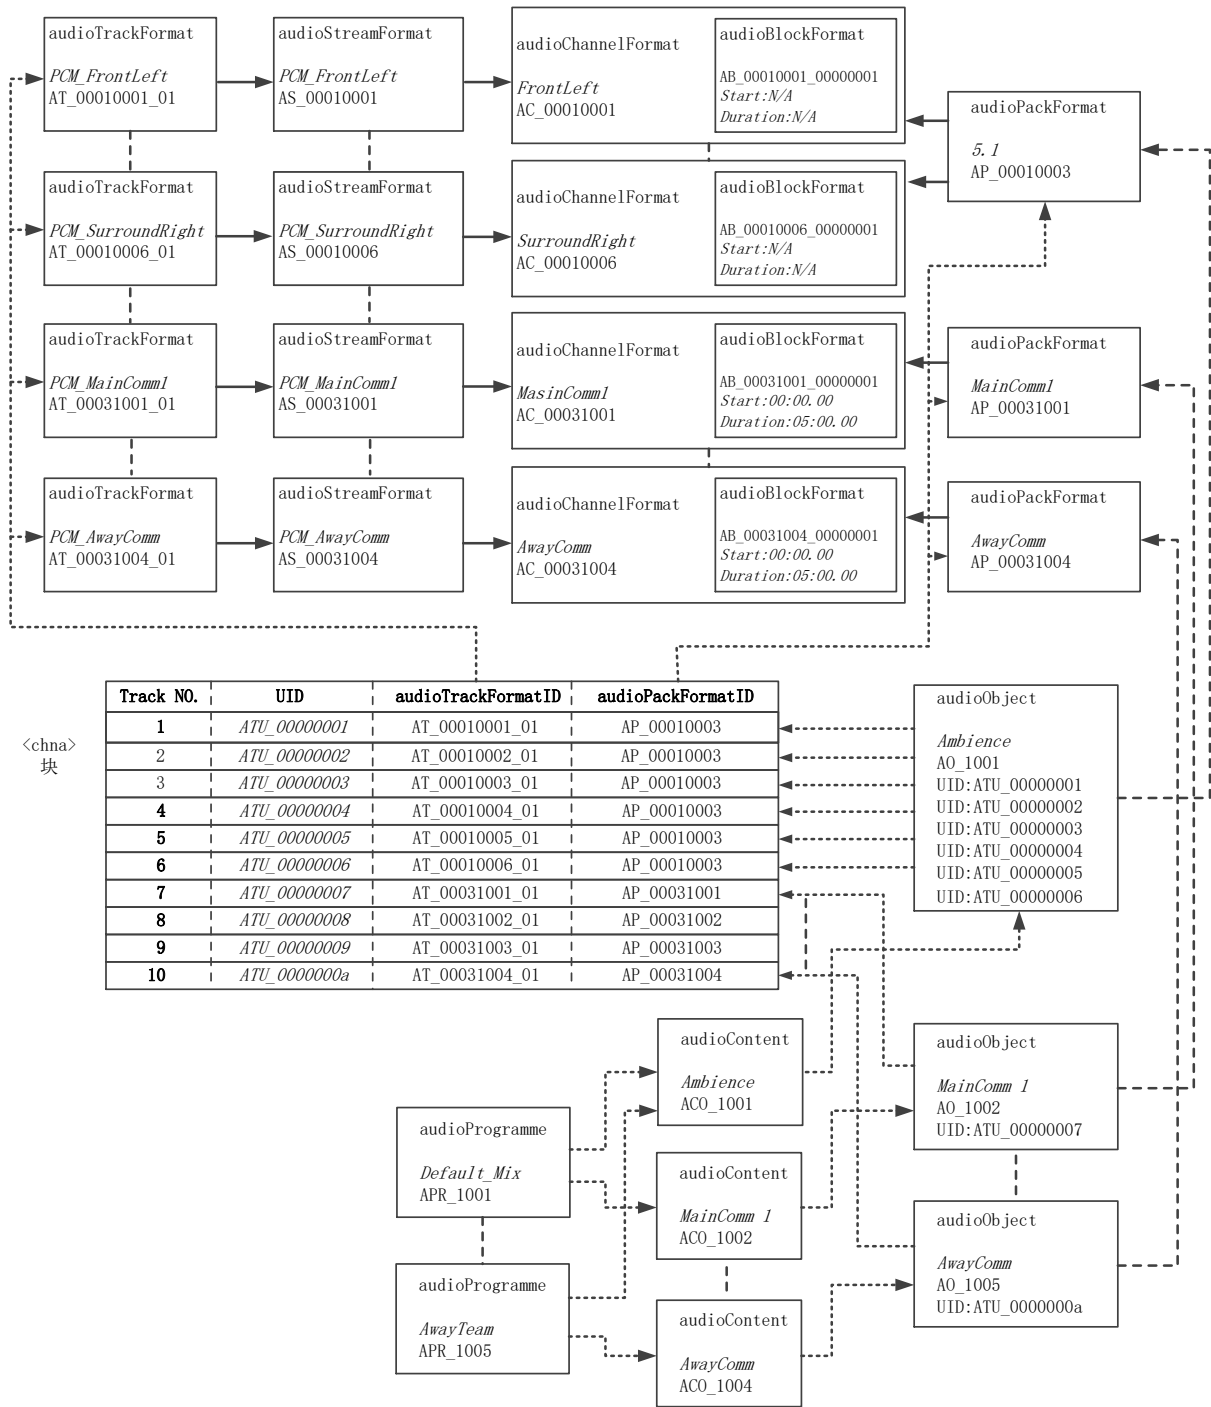 audioTrackFormat
PCM_FrontLeft
AT_00010001_01
audioStreamFormat
PCM_FrontLeft
AS_00010001
audioChannelFormat
FrontLeft
AC_00010001
audioBlockFormat
AB_00010001_00000001
Start:N/A
Duration:N/A
audioPackFormat
5.1
AP_00010003
audioTrackFormat
PCM_SurroundRight
AT_00010006_01
audioStreamFormat
PCM_SurroundRight
AS_00010006
audioChannelFormat
SurroundRight
AC_00010006
audioBlockFormat
AB_00010006_00000001
Start:N/A
Duration:N/A
audioTrackFormat
PCM_MainComm1
AT_00031001_01
audioStreamFormat
PCM_MainComm1
AS_00031001
audioChannelFormat
MasinComm1
AC_00031001
audioBlockFormat
AB_00031001_00000001
Start:00:00.00
Duration:05:00.00
audioPackFormat
MainComm1
AP_00031001
audioTrackFormat
PCM_AwayComm
AT_00031004_01
audioStreamFormat
PCM_AwayComm
AS_00031004
audioChannelFormat
AwayComm
AC_00031004
audioBlockFormat
AB_00031004_00000001
Start:00:00.00
Duration:05:00.00
audioPackFormat
AwayComm
AP_00031004
<chna>
块
Track NO. UID audioTrackFormatID audioPackFormatID
1 ATU_00000001 AT_00010001_01 AP_00010003
2 ATU_00000002 AT_00010002_01 AP_00010003
3 ATU_00000003 AT_00010003_01 AP_00010003
4 ATU_00000004 AT_00010004_01 AP_00010003
5 ATU_00000005 AT_00010005_01 AP_00010003
6 ATU_00000006 AT_00010006_01 AP_00010003
7 ATU_00000007 AT_00031001_01 AP_00031001
8 ATU_00000008 AT_00031002_01 AP_00031002
9 ATU_00000009 AT_00031003_01 AP_00031003
10 ATU_0000000a AT_00031004_01 AP_00031004
audioObject
Ambience
AO_1001
UID:ATU_00000001
UID:ATU_00000002
UID:ATU_00000003
UID:ATU_00000004
UID:ATU_00000005
UID:ATU_00000006
audioProgramme
Default_Mix
APR_1001
audioProgramme
AwayTeam
APR_1005
audioContent
Ambience
ACO_1001
audioContent
MainComm 1
ACO_1002
audioContent
AwayComm
ACO_1004
audioObject
MainComm 1
AO_1002
UID:ATU_00000007
audioObject
AwayComm
AO_1005
UID:ATU_0000000a